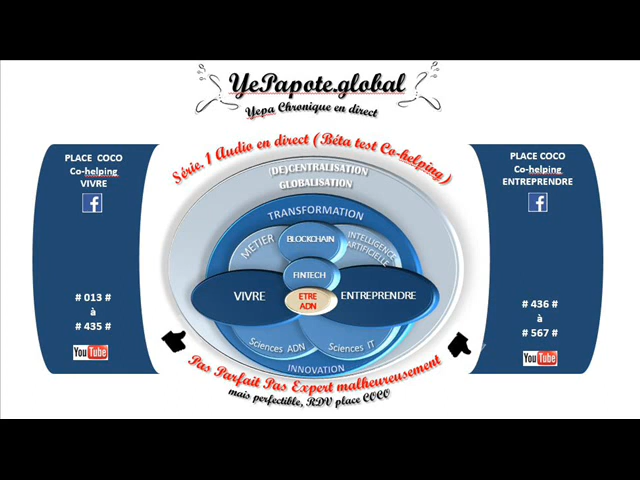 YePapote.global
Yepa Chronique en direct
Série, 1 Audio en direct (Béta test Co-helping)
PLACE COCO
Co-helping
VIVRE
# 013 #
à
# 435 #
YouTube
(DE)CENTRALISATION
GLOBALISATION
TRANSFORMATION
METIER
BLOCKCHAIN
INTELLIGENCE
ARTIFICIELLE
FINTECH
VIVRE
ETRE
ADN
ENTREPRENDRE
Sciences ADN
Sciences IT
INNOVATION
PLACE COCO
Co-helping
ENTREPRENDRE
# 436 #
à
# 567 #
YouTube
Pas Parfait Pas Expert malheureusement
mais perfectible, RDV place COCO